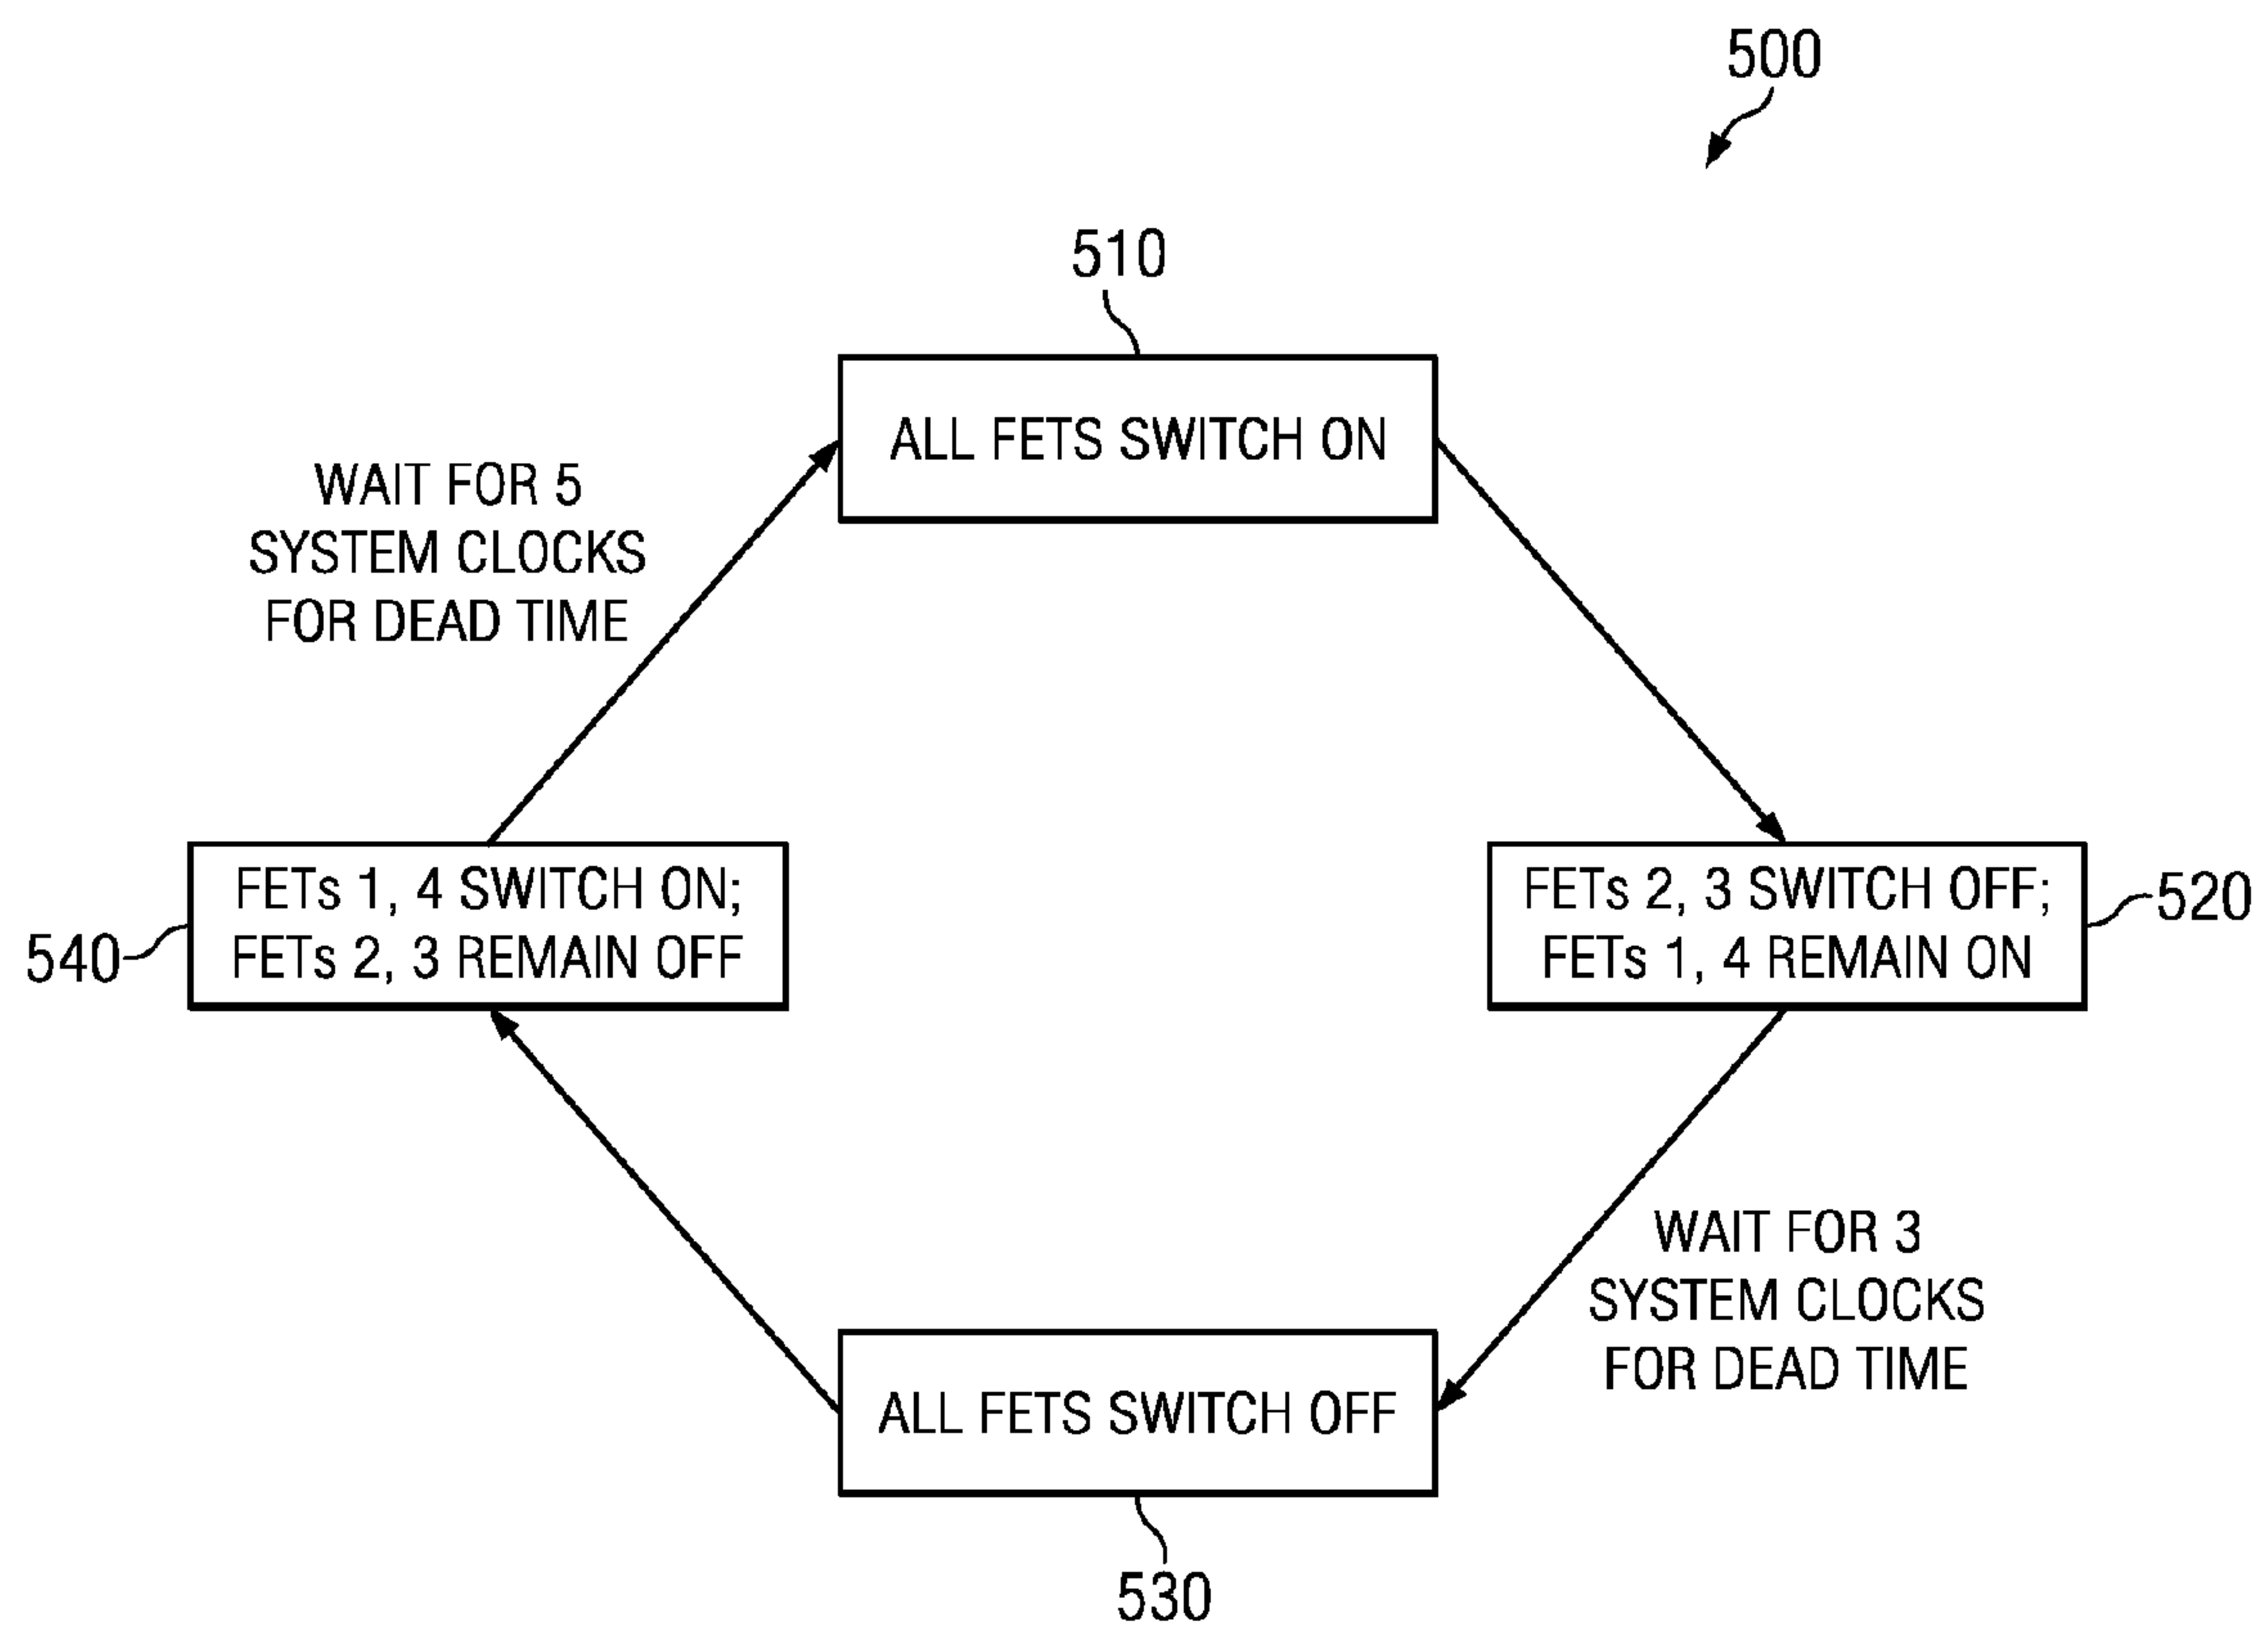 500
510
ALL FETS SWITCH ON
WAIT FOR 5
SYSTEM CLOCKS
FOR DEAD TIME
FETs 1, 4 SWITCH ON;
FETs 2, 3 REMAIN OFF
540
FETs 2, 3 SWITCH OFF;
FETs 1, 4 REMAIN ON
520
WAIT FOR 3
SYSTEM CLOCKS
FOR DEAD TIME
ALL FETS SWITCH OFF
530